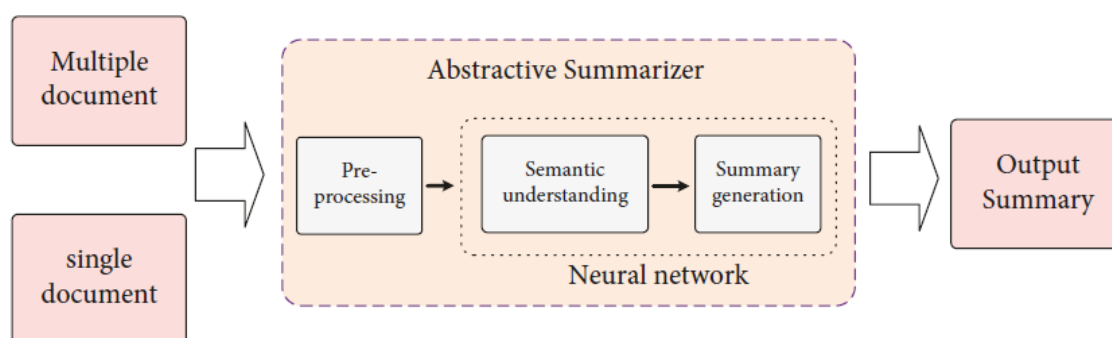 Multiple
document
single
document
Abstractive Summarizer
Pre-
processing
Semantic
understanding
Summary
generation
Neural network
Output
Summary